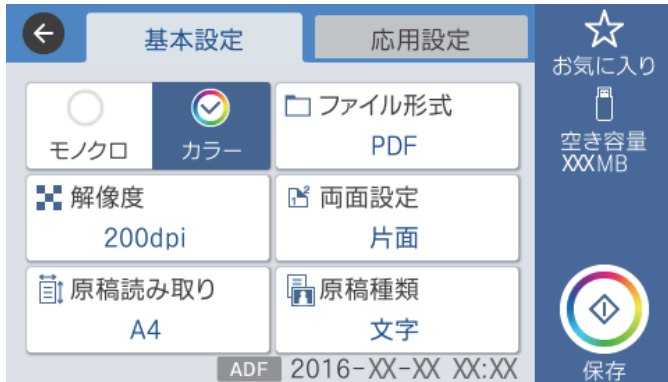 基本設定
応用設定
お気に入り
モノクロ
カラー
ファイル形式
PDF
空き容量
XXXMB
解像度
200dpi
両面設定
片面
原稿読み取り
A4
原稿種類
文字
ADF
2016-XX-XX XX:XX
保存